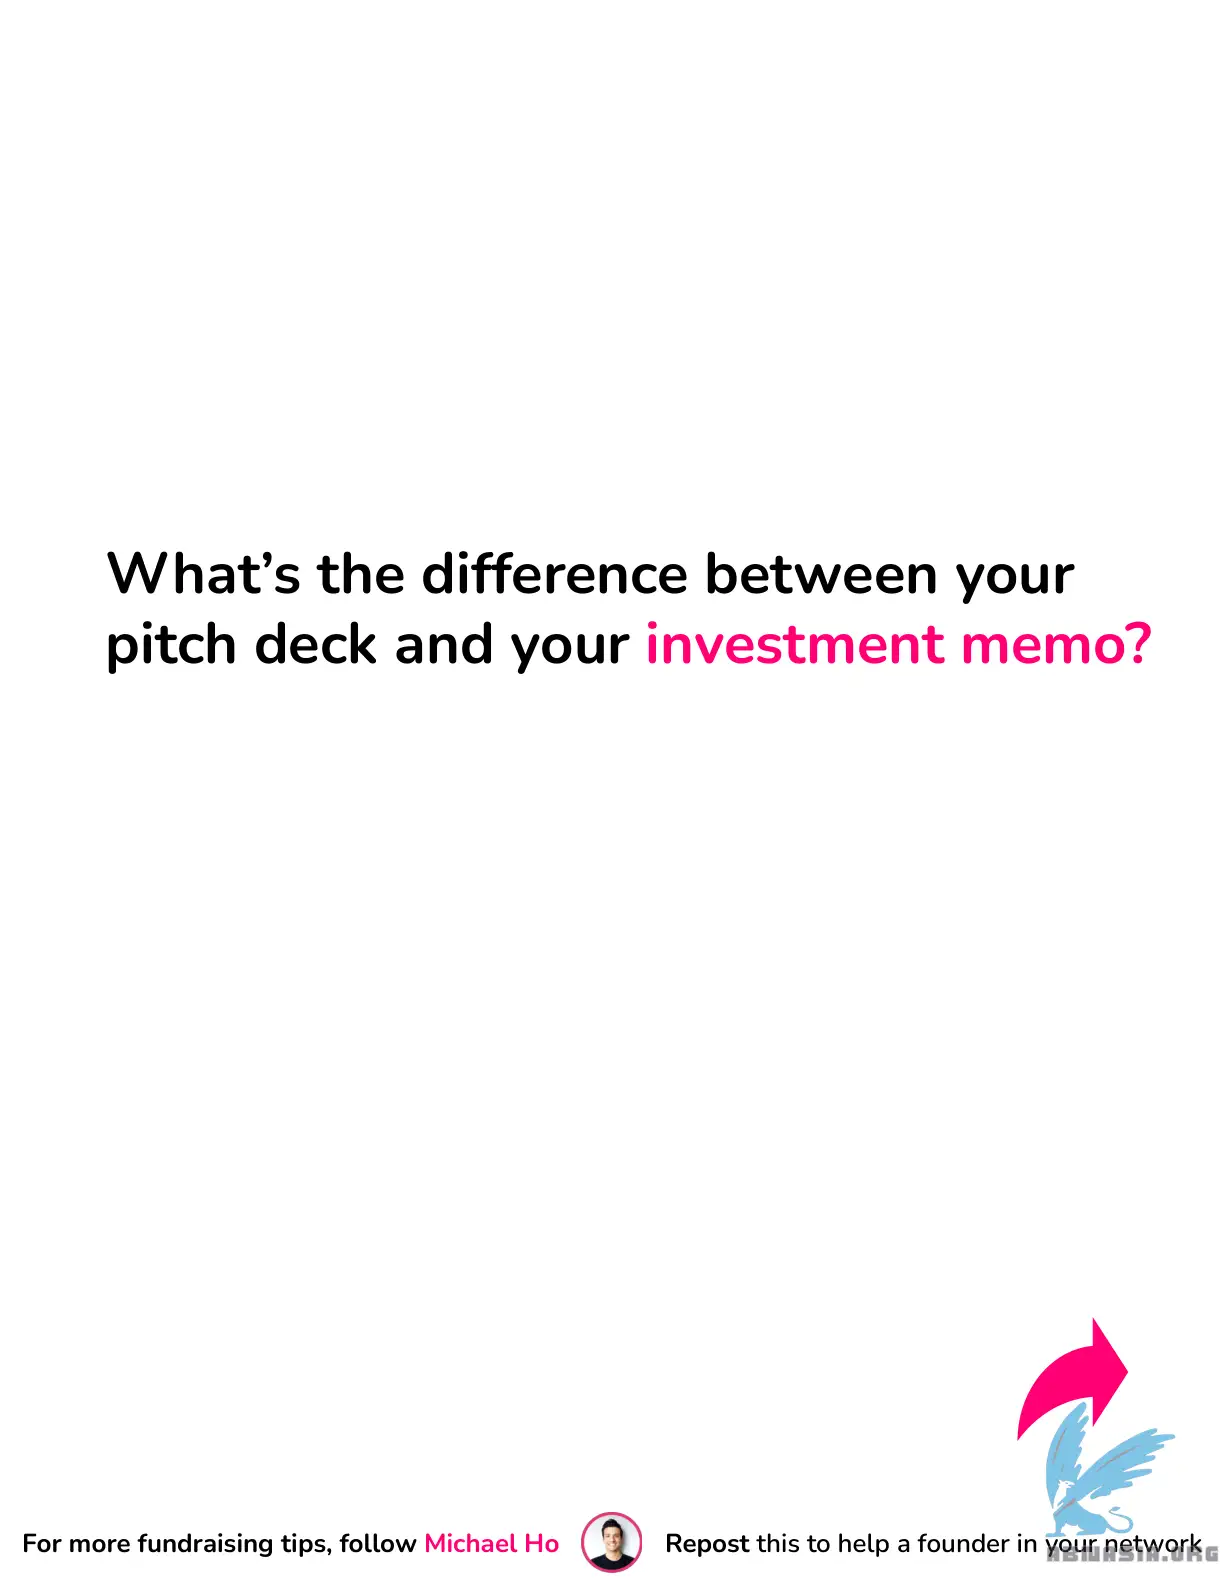 What’s the difference between your
pitch deck and your investment memo?
For more fundraising tips, follow Michael Ho
Repost this to help a founder in your network
ABNASIA.ORG